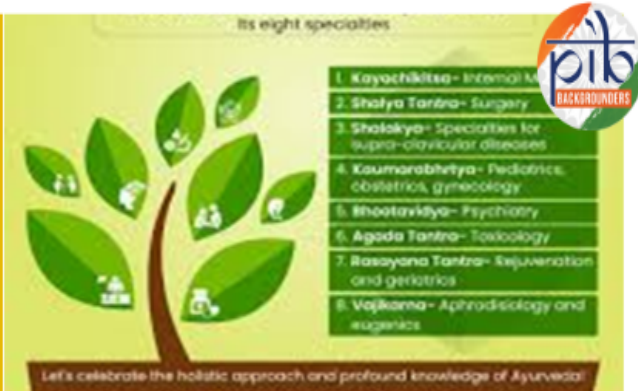 Its eight specialties
पिb
BACKGROUNDERS
1. Kayachikitsa- Internal M
2. Shalya Tantra- Surgery
3. Shalakya- Specialties for
supra-clavicular diseases
4. Kaumarabhrtya- Pediatrics,
obstetrics, gynecology
5. Bhootavidya- Psychiatry
6. Agada Tantra- Toxicology
7. Rasayana Tantra- Rejuvenation
and geriatrics
8. Vajikarna- Aphrodisiology and
eugenics
Let's celebrate the holistic approach and profound knowledge of Ayurveda!